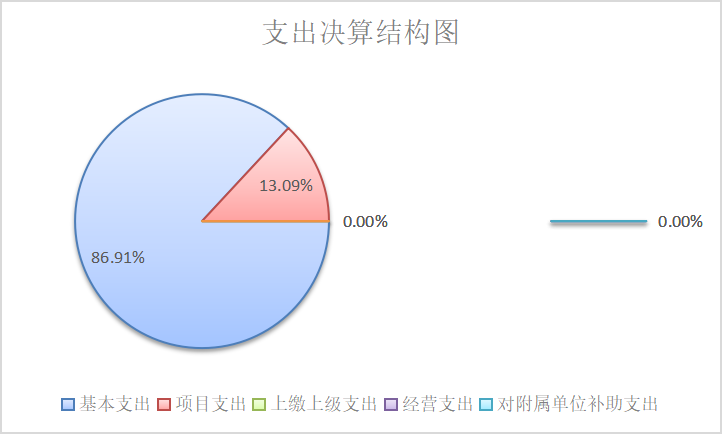 支出决算结构图
13.09%
0.00%
0.00%
86.91%
基本支出 项目支出 上缴上级支出 经营支出 对附属单位补助支出